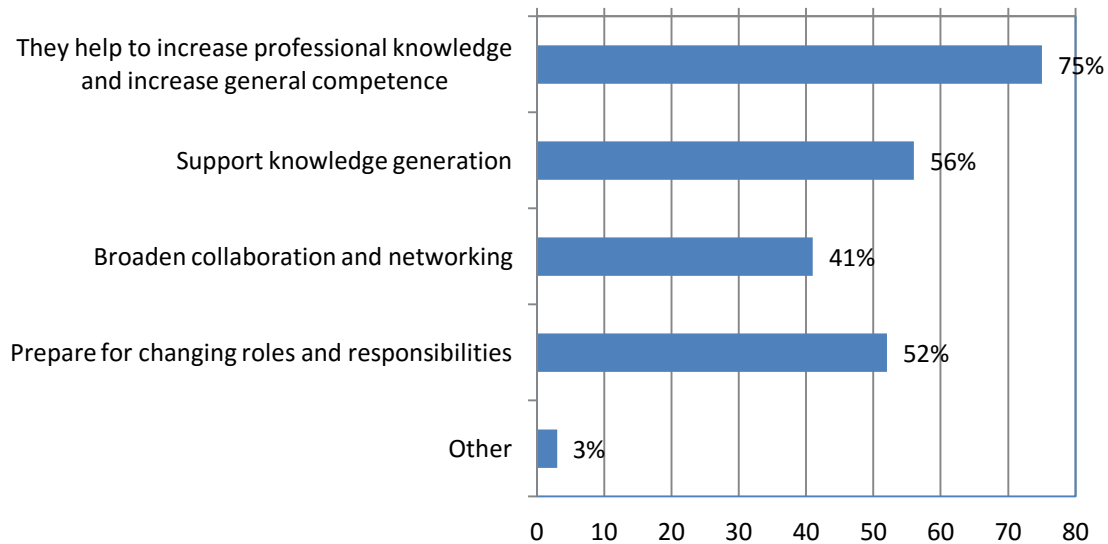 They help to increase professional knowledge
and increase general competence
75%
Support knowledge generation
56%
Broaden collaboration and networking
41%
Prepare for changing roles and responsibilities
52%
Other
3%
0 10 20 30 40 50 60 70 80